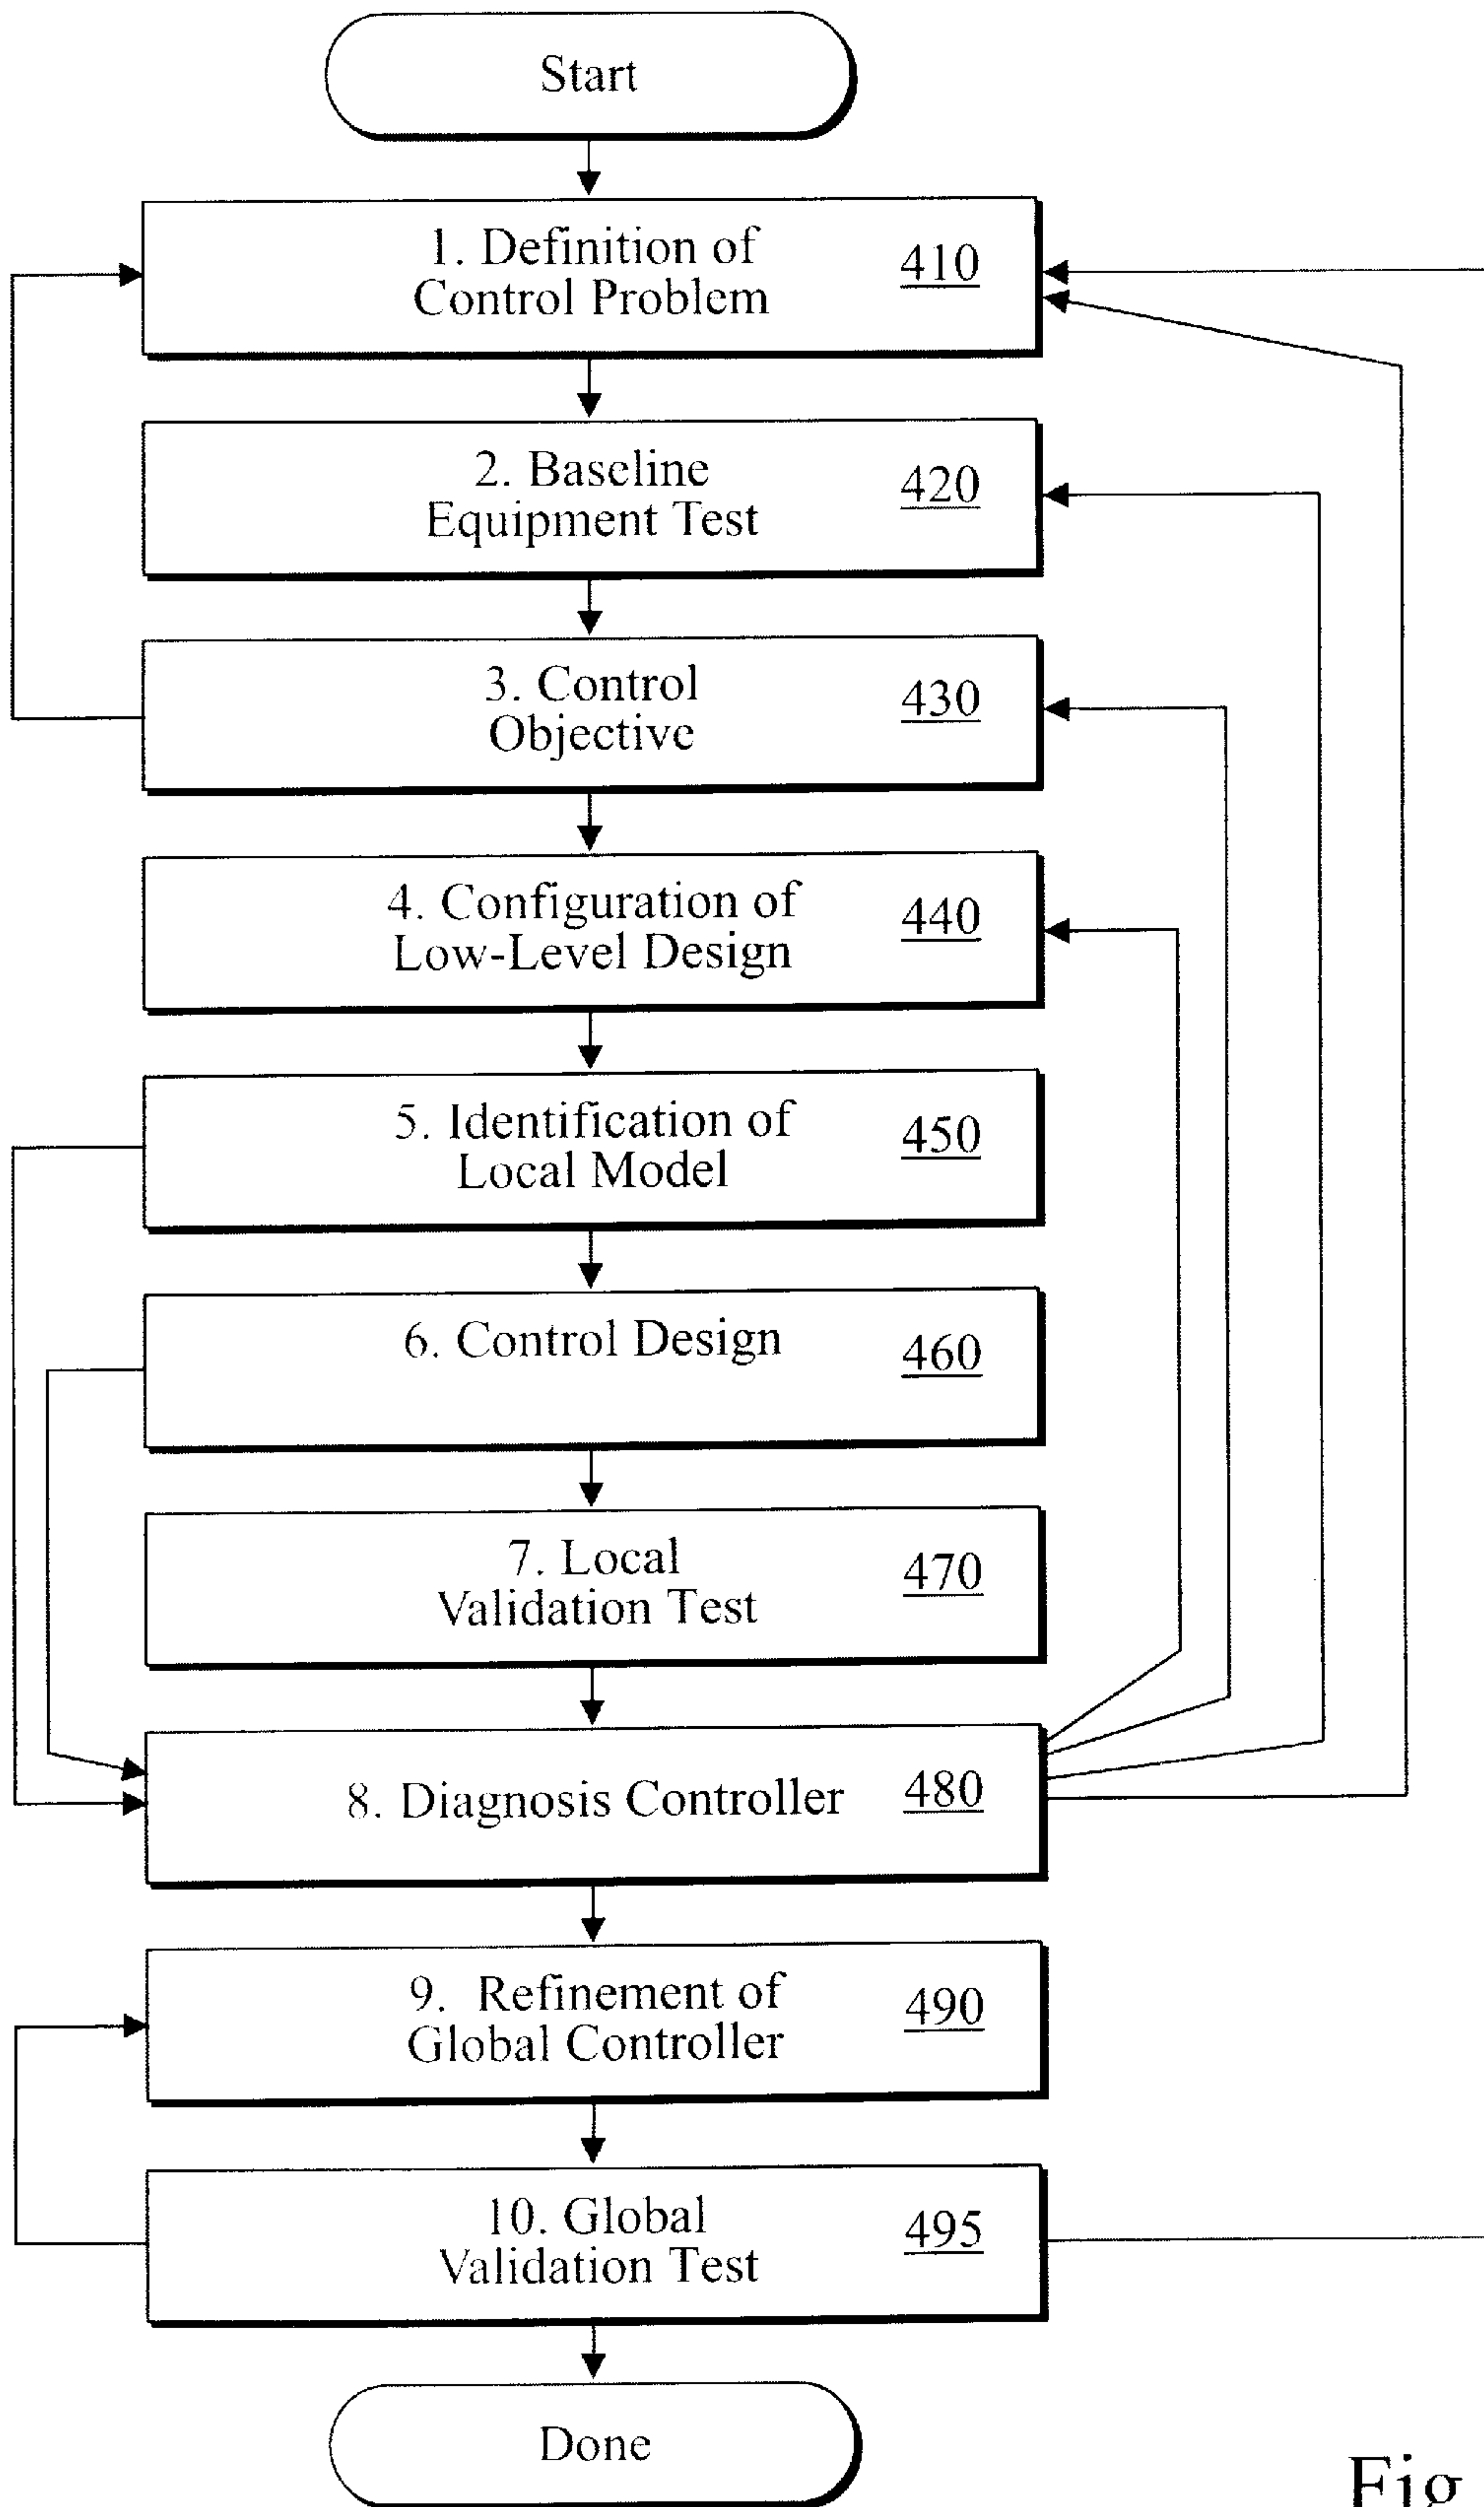 Start
1. Definition of
Control Problem
410
2. Baseline
Equipment Test
420
3. Control
Objective
430
4. Configuration of
Low-Level Design
440
5. Identification of
Local Model
450
6. Control Design
460
7. Local
Validation Test
470
8. Diagnosis Controller
480
9. Refinement of
Global Controller
490
10. Global
Validation Test
495
Done
Fig